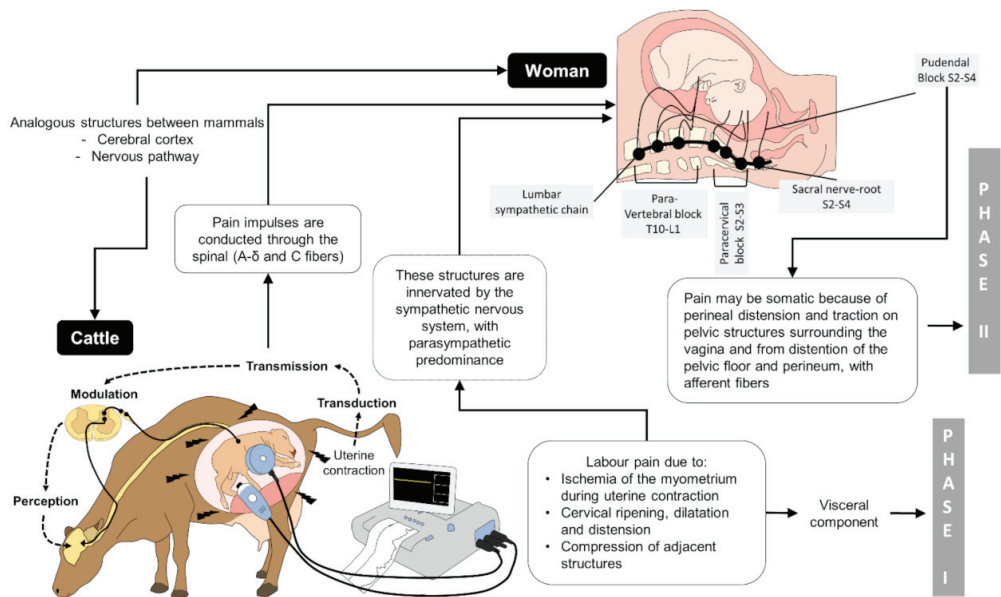 Woman
Pudendal
Block S2-S4
Analogous structures between mammals
- Cerebral cortex
- Nervous pathway
Lumbar
sympathetic chain
Para-
Vertebral block
T10-L1
Paracervical
block S2-S3
Sacral nerve-root
S2-S4
Pain impulses are
conducted through the
spinal (A-δ and C fibers)
These structures are
innervated by the
sympathetic nervous
system, with
parasympathetic
predominance
Pain may be somatic because of
perineal distension and traction on
pelvic structures surrounding the
vagina and from distention of the
pelvic floor and perineum, with
afferent fibers
PHASE II
Cattle
Transmission
Modulation
Transduction
Uterine
contraction
Perception
Labour pain due to:
• Ischemia of the myometrium
during uterine contraction
• Cervical ripening, dilatation
and distension
• Compression of adjacent
structures
Visceral
component
PHASE I